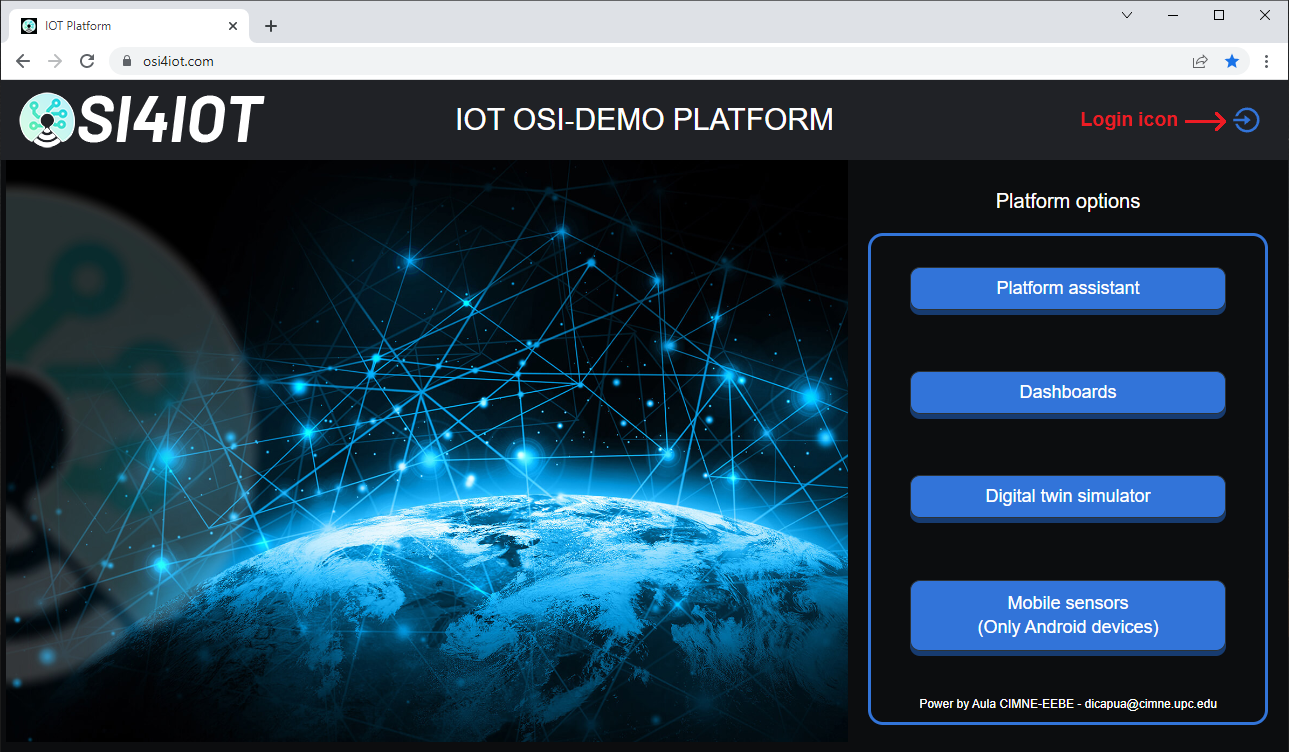 IOT Platform
osi4iot.com
OSI4IOT
IOT OSI-DEMO PLATFORM
Login icon
Platform options
Platform assistant
Dashboards
Digital twin simulator
Mobile sensors
(Only Android devices)
Power by Aula CIMNE-EEBE - dicapua@cimne.upc.edu